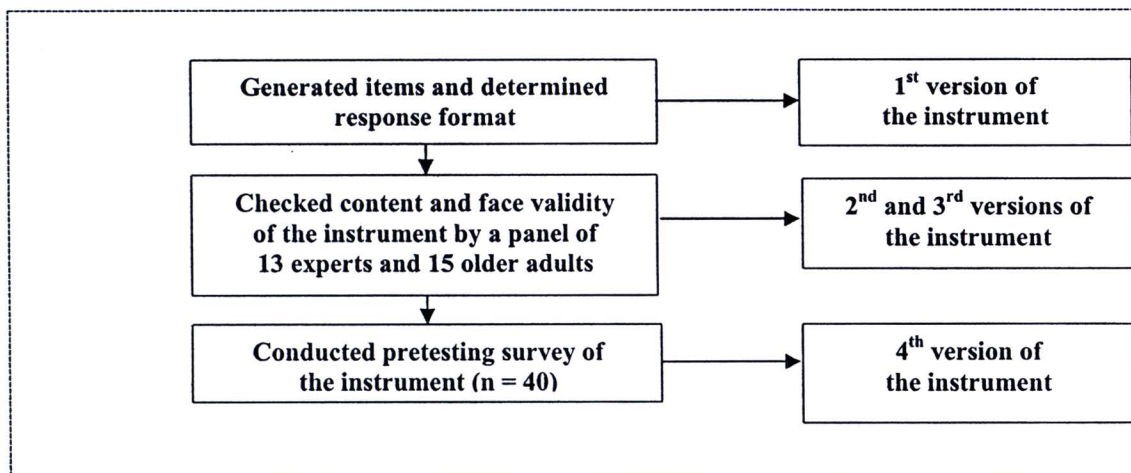 Generated items and determined
response format
1st version of
the instrument
Checked content and face validity
of the instrument by a panel of
13 experts and 15 older adults
2nd and 3rd versions of
the instrument
Conducted pretesting survey of
the instrument (n = 40)
4th version of
the instrument